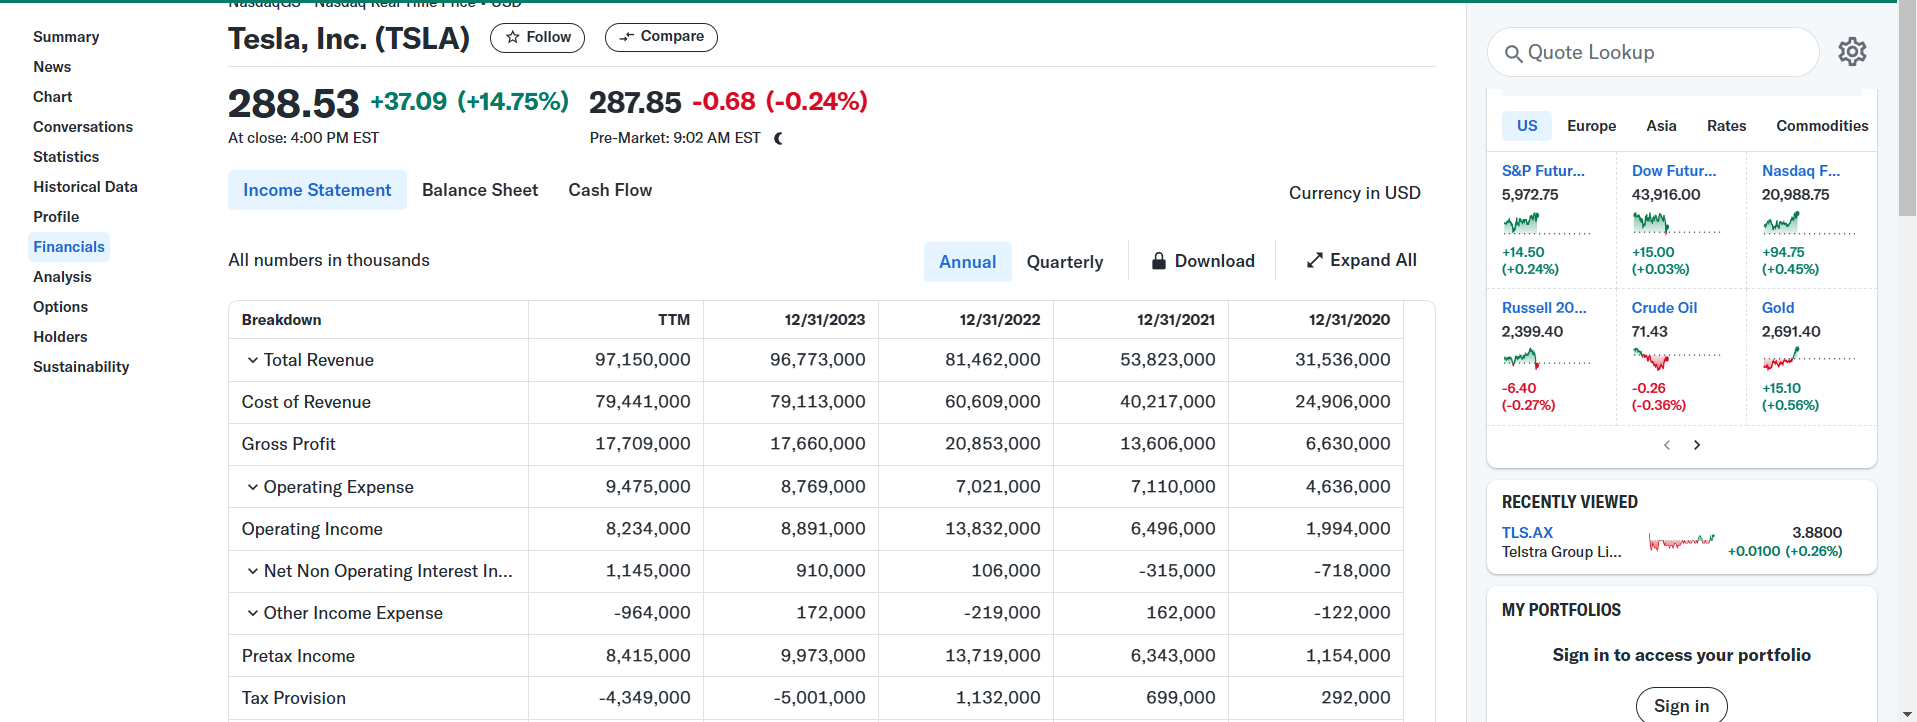 NasdaqGS - Nasdaq Real Time Price • USD
Summary
News
Chart
Conversations
Statistics
Historical Data
Profile
Financials
Analysis
Options
Holders
Sustainability
Tesla, Inc. (TSLA)
Follow
Compare
288.53 +37.09 (+14.75%) 287.85 -0.68 (-0.24%)
At close: 4:00 PM EST Pre-Market: 9:02 AM EST
Income Statement Balance Sheet Cash Flow
Currency in USD
All numbers in thousands
Annual Quarterly Download Expand All
Breakdown TTM 12/31/2023 12/31/2022 12/31/2021 12/31/2020
Total Revenue 97,150,000 96,773,000 81,462,000 53,823,000 31,536,000
Cost of Revenue 79,441,000 79,113,000 60,609,000 40,217,000 24,906,000
Gross Profit 17,709,000 17,660,000 20,853,000 13,606,000 6,630,000
Operating Expense 9,475,000 8,769,000 7,021,000 7,110,000 4,636,000
Operating Income 8,234,000 8,891,000 13,832,000 6,496,000 1,994,000
Net Non Operating Interest In... 1,145,000 910,000 106,000 -315,000 -718,000
Other Income Expense -964,000 172,000 -219,000 162,000 -122,000
Pretax Income 8,415,000 9,973,000 13,719,000 6,343,000 1,154,000
Tax Provision -4,349,000 -5,001,000 1,132,000 699,000 292,000
Quote Lookup
US Europe Asia Rates Commodities
S&P Futur... Dow Futur... Nasdaq F...
5,972.75 43,916.00 20,988.75
+14.50 +15.00 +94.75
(+0.24%) (+0.03%) (+0.45%)
Russell 20... Crude Oil Gold
2,399.40 71.43 2,691.40
-6.40 -0.26 +15.10
(-0.27%) (-0.36%) (+0.56%)
RECENTLY VIEWED
TLS.AX 3.8800
Telstra Group Li... +0.0100 (+0.26%)
MY PORTFOLIOS
Sign in to access your portfolio
Sign in